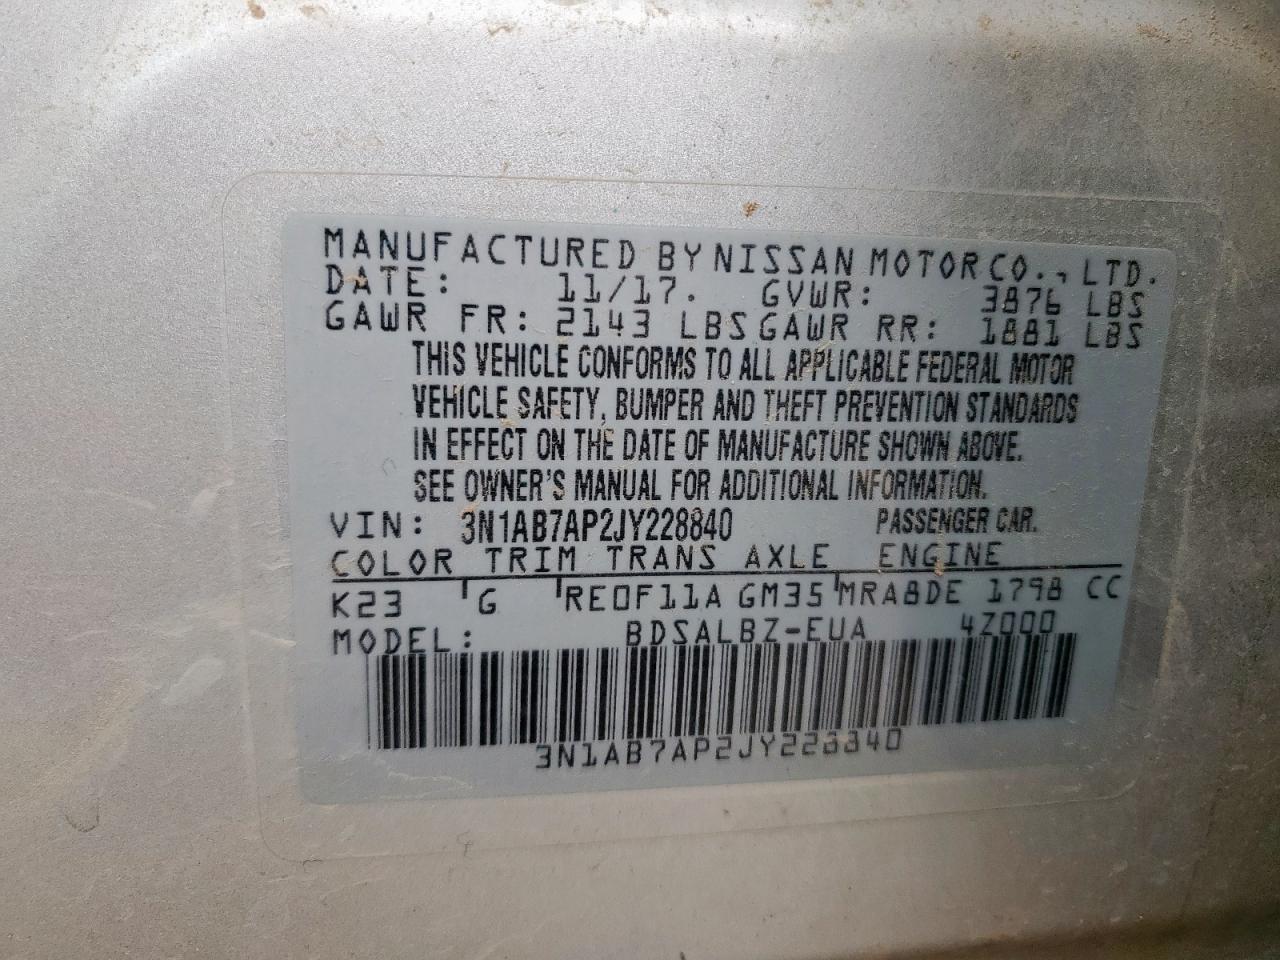 MANUFACTURED BY NISSAN MOTOR CO., LTD.
DATE: 11/17. GVWR: 3876 LBS
GAWR FR: 2143 LBS GAWR RR: 1881 LBS
THIS VEHICLE CONFORMS TO ALL APPLICABLE FEDERAL MOTOR
VEHICLE SAFETY, BUMPER AND THEFT PREVENTION STANDARDS
IN EFFECT ON THE DATE OF MANUFACTURE SHOWN ABOVE.
SEE OWNER'S MANUAL FOR ADDITIONAL INFORMATION.
VIN: 3N1AB7AP2JY228840 PASSENGER CAR.
COLOR TRIM TRANS AXLE ENGINE
K23 G RE0F11A GM35 MRA8DE 1798 CC
MODEL: BDSALBZ-EUA 4Z000
3N1AB7AP2JY228840